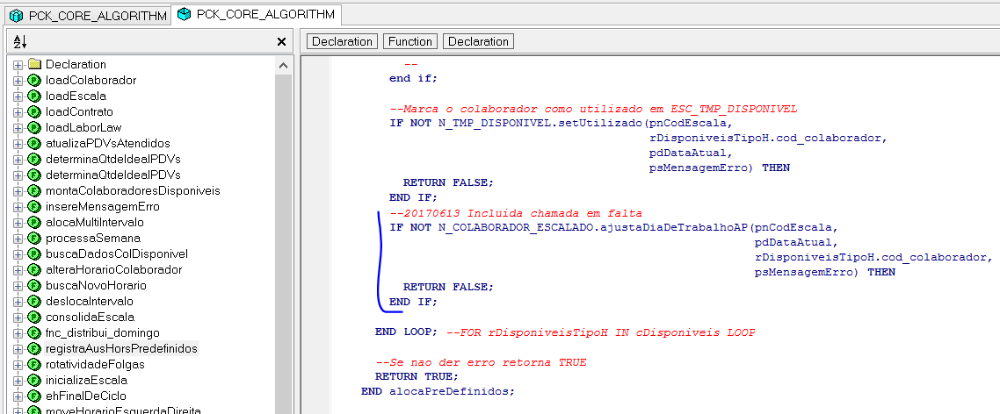 PCK_CORE_ALGORITHM
PCK_CORE_ALGORITHM
Declaration
loadColaborador
loadEscala
loadContrato
loadLaborLaw
atualizaPDVsAtendidos
determinaQtdeIdealPDVs
determinaQtdeIdealPDVs
montaColaboradoresDisponiveis
insereMensagemErro
alocaMultiIntervalo
processaSemana
buscaDadosColDisponivel
alteraHorarioColaborador
buscaNovoHorario
deslocaIntervalo
consolidaEscala
fnc_distribui_domingo
registraAusHorsPredefinidos
rotatividadeFolgas
inicializaEscala
ehFinalDeCiclo
moveHorarioEsquerdaDireita
Declaration Function Declaration
--
end if;
--Marca o colaborador como utilizado em ESC_TMP_DISPONIVEL
IF NOT N_TMP_DISPONIVEL.setUtilizado(pnCodEscala,
rDisponiveisTipoH.cod_colaborador,
pdDataAtual,
psMensagemErro) THEN
RETURN FALSE;
END IF;
--20170613 Incluída chamada em falta
IF NOT N_COLABORADOR_ESCALADO.ajustaDiaDeTrabalhoAP(pnCodEscala,
pdDataAtual,
rDisponiveisTipoH.cod_colaborador,
psMensagemErro) THEN
RETURN FALSE;
END IF;
END LOOP; --FOR rDisponiveisTipoH IN cDisponiveis LOOP
--Se nao der erro retorna TRUE
RETURN TRUE;
END alocaPreDefinidos;